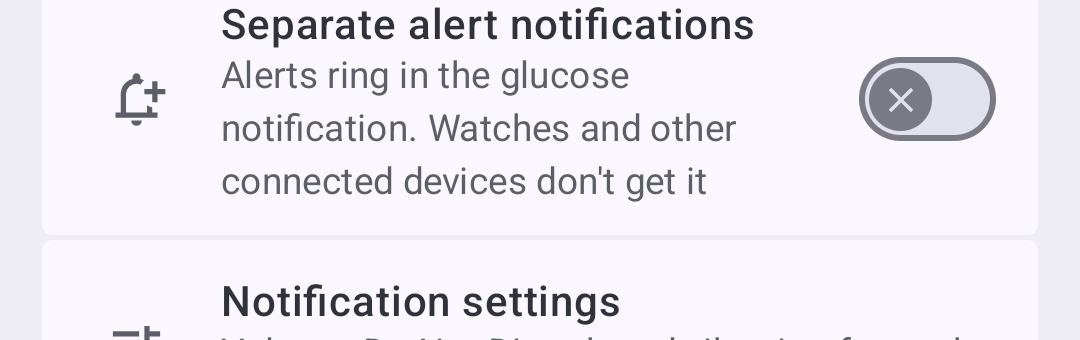 Separate alert notifications
Alerts ring in the glucose
notification. Watches and other
connected devices don't get it
Notification settings